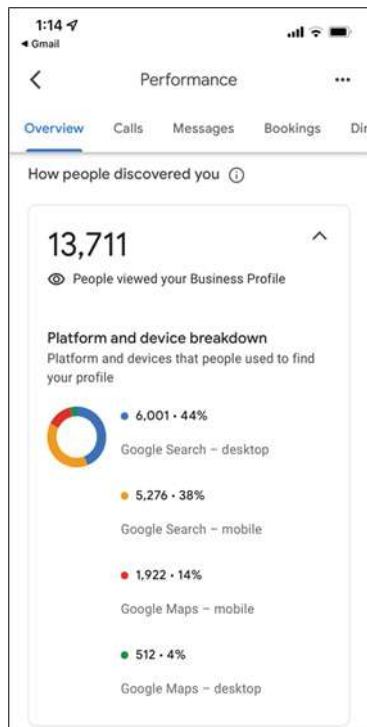 1:14
Gmail
Performance
Overview Calls Messages Bookings Dir
How people discovered you
13,711
People viewed your Business Profile
Platform and device breakdown
Platform and devices that people used to find
your profile
6,001 • 44%
Google Search – desktop
5,276 • 38%
Google Search – mobile
1,922 • 14%
Google Maps – mobile
512 • 4%
Google Maps – desktop